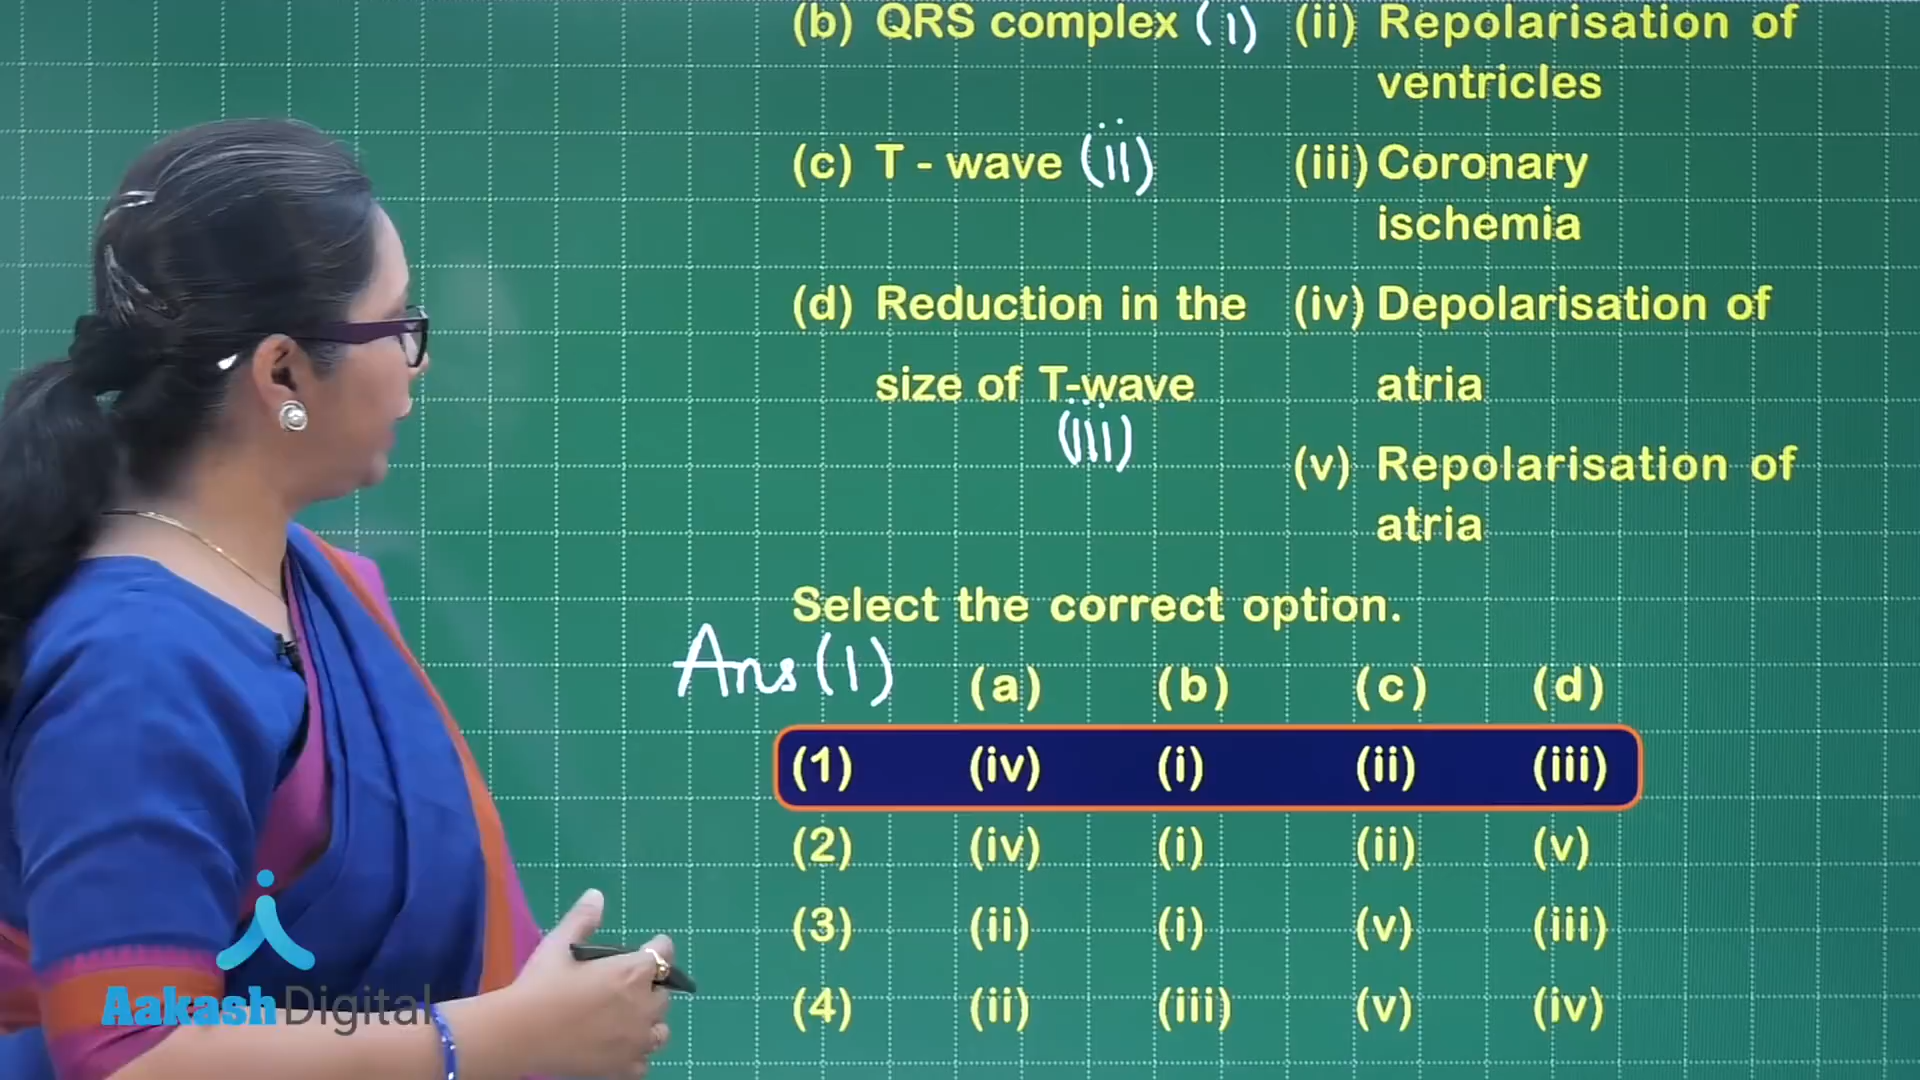 (b) QRS complex (i) (ii) Repolarisation of
ventricles
(c) T - wave (ii) (iii) Coronary
ischemia
(d) Reduction in the (iv) Depolarisation of
size of T-wave atria
(iii)
(v) Repolarisation of
atria
Select the correct option.
Ans (1)
(a) (b) (c) (d)
(1) (iv) (i) (ii) (iii)
(2) (iv) (i) (ii) (v)
(3) (ii) (i) (v) (iii)
(4) (ii) (iii) (v) (iv)
Aakash Digital